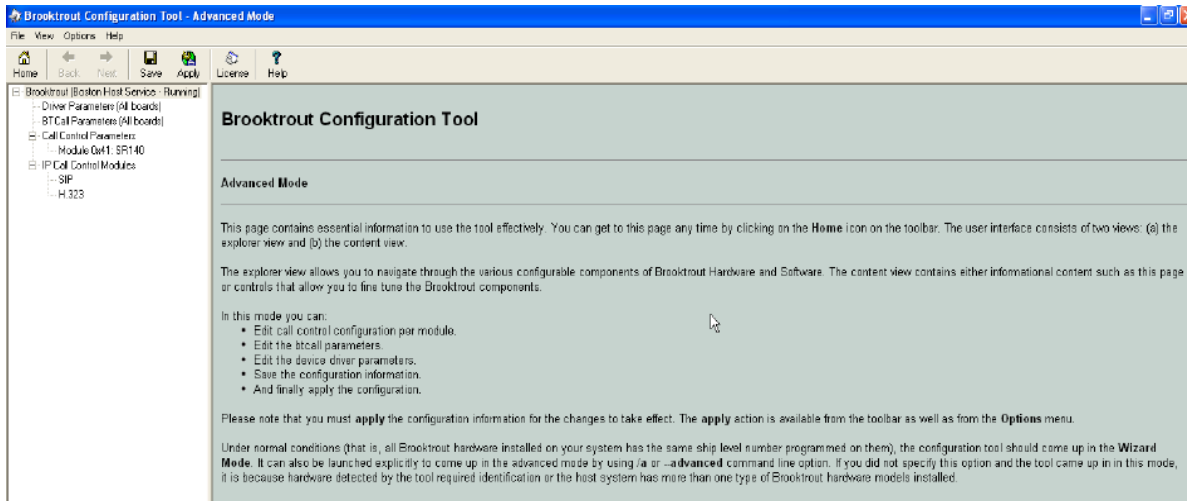 Brooktrout Configuration Tool - Advanced Mode
File View Options Help
Home Back Next Save Apply License Help
Brooktrout (Boston Host Service - Running)
Driver Parameters (All boards)
BTCall Parameters (All boards)
Call Control Parameters
Module 0x41: SR140
IP Call Control Modules
SIP
H.323
Brooktrout Configuration Tool
Advanced Mode
This page contains essential information to use the tool effectively. You can get to this page any time by clicking on the Home icon on the toolbar. The user interface consists of two views: (a) the
explorer view and (b) the content view.
The explorer view allows you to navigate through the various configurable components of Brooktrout Hardware and Software. The content view contains either informational content such as this page
or controls that allow you to fine tune the Brooktrout components.
In this mode you can:
• Edit call control configuration per module.
• Edit the btcall parameters.
• Edit the device driver parameters.
• Save the configuration information.
• And finally apply the configuration.
Please note that you must apply the configuration information for the changes to take effect. The apply action is available from the toolbar as well as from the Options menu.
Under normal conditions (that is, all Brooktrout hardware installed on your system has the same ship level number programmed on them), the configuration tool should come up in the Wizard
Mode. It can also be launched explicitly to come up in the advanced mode by using /a or --advanced command line option. If you did not specify this option and the tool came up in in this mode,
it is because hardware detected by the tool required identification or the host system has more than one type of Brooktrout hardware models installed.